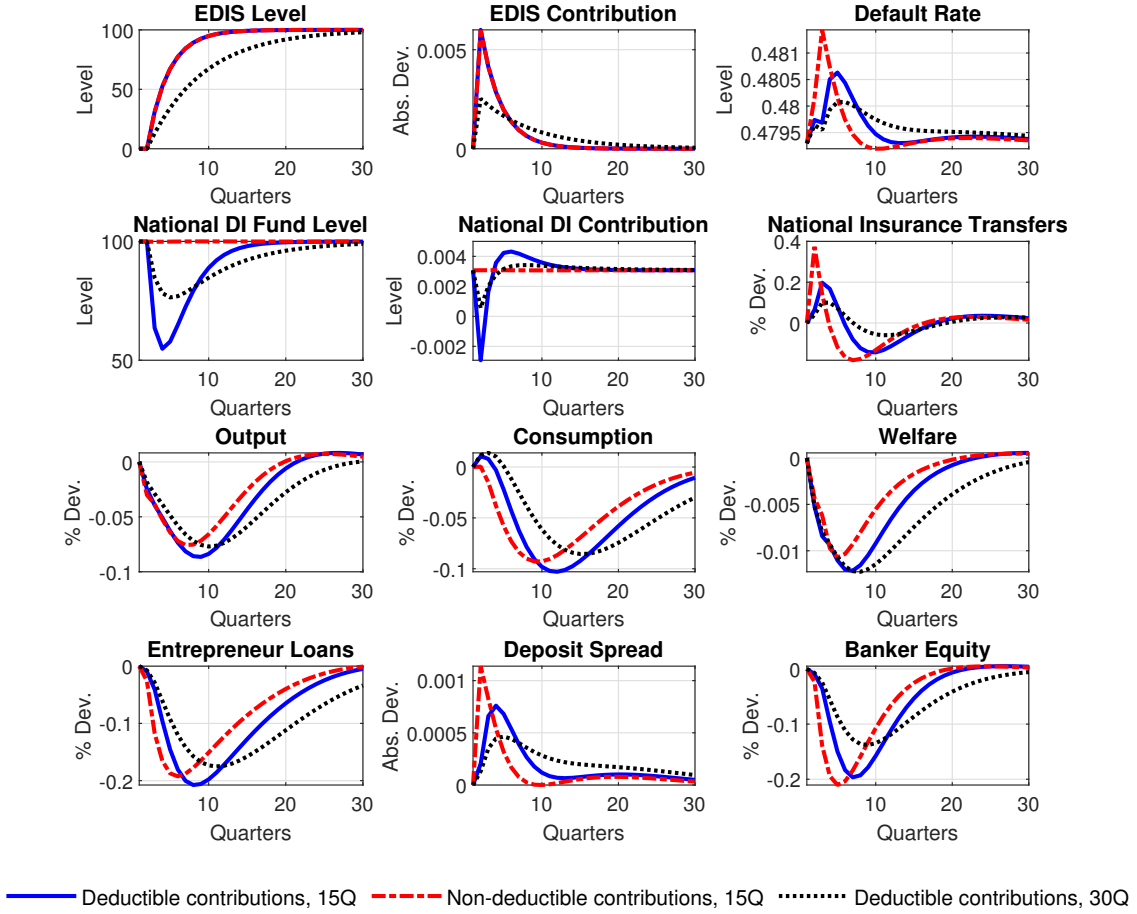 EDIS Level
EDIS Contribution
Default Rate
Level
100
50
0
10
20
30
Quarters
Abs. Dev.
0.005
0
10
20
30
Quarters
Level
0.481
0.4805
0.48
0.4795
10
20
30
Quarters
National DI Fund Level
National DI Contribution
National Insurance Transfers
Level
100
50
10
20
30
Quarters
Level
0.004
0.002
0
-0.002
10
20
30
Quarters
% Dev.
0.4
0.2
0
10
20
30
Quarters
Output
Consumption
Welfare
% Dev.
0
-0.05
-0.1
10
20
30
Quarters
% Dev.
0
-0.05
-0.1
10
20
30
Quarters
% Dev.
0
-0.005
-0.01
10
20
30
Quarters
Entrepreneur Loans
Deposit Spread
Banker Equity
% Dev.
0
-0.1
-0.2
10
20
30
Quarters
Abs. Dev.
0.001
0.0005
0
10
20
30
Quarters
% Dev.
0
-0.1
-0.2
10
20
30
Quarters
Deductible contributions, 15Q
Non-deductible contributions, 15Q
Deductible contributions, 30Q